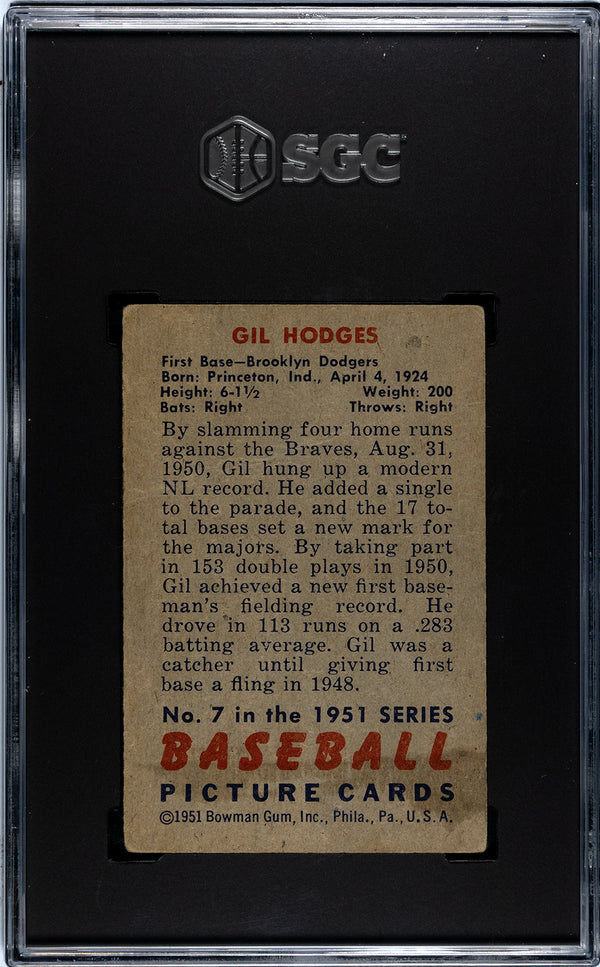 SGC
GIL HODGES
First Base—Brooklyn Dodgers
Born: Princeton, Ind., April 4, 1924
Height: 6-1½ Weight: 200
Bats: Right Throws: Right
By slamming four home runs
against the Braves, Aug. 31,
1950, Gil hung up a modern
NL record. He added a single
to the parade, and the 17 to-
tal bases set a new mark for
the majors. By taking part
in 153 double plays in 1950,
Gil achieved a new first base-
man's fielding record. He
drove in 113 runs on a .283
batting average. Gil was a
catcher until giving first
base a fling in 1948.
No. 7 in the 1951 SERIES
BASEBALL
PICTURE CARDS
©1951 Bowman Gum, Inc., Phila., Pa., U.S.A.